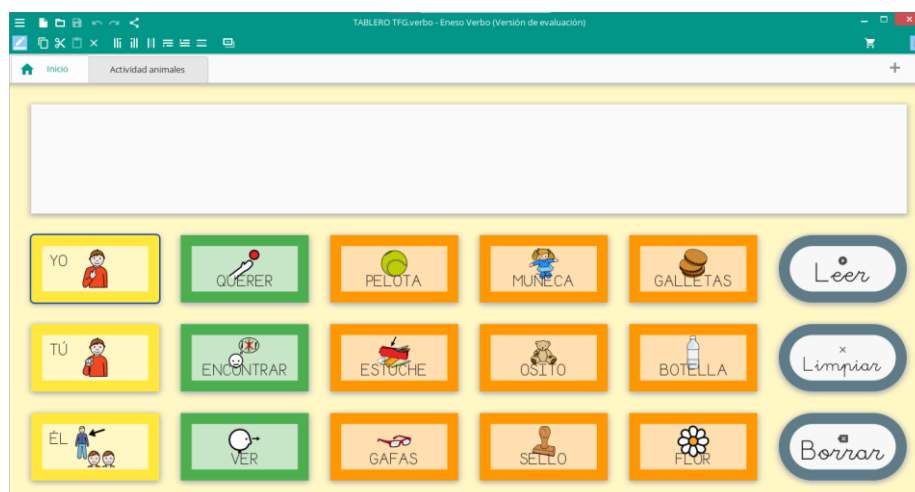 TABLERO TFG.verbo - Eneso Verbo (Versión de evaluación)
Inicio
Actividad animales
YO
QUERER
PELOTA
MUÑECA
GALLETAS
Leer
TÚ
ENCONTRAR
ESTUCHE
OSITO
BOTELLA
Limpiar
ÉL
VER
GAFAS
SELLO
FLOR
Borrar